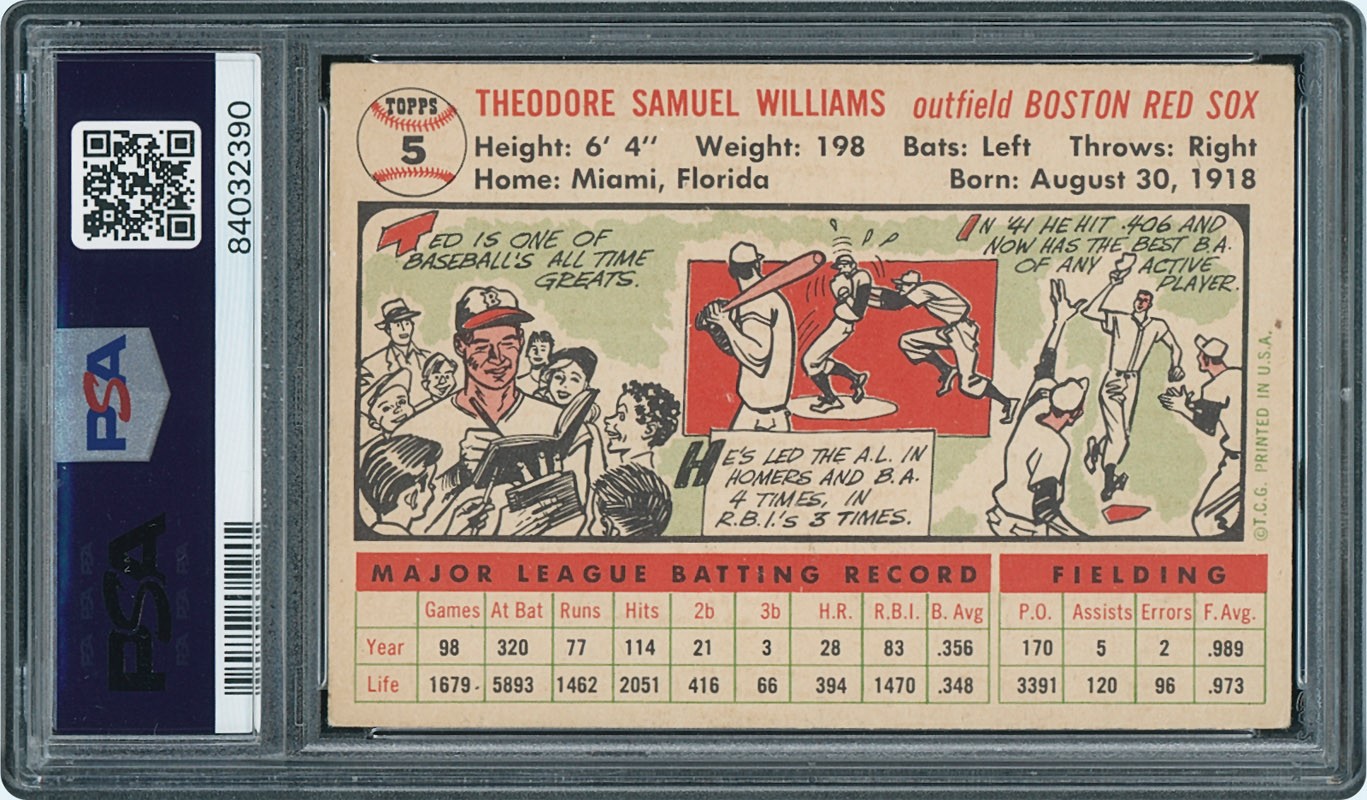 PSA
PSA
84032390
TOPPS
5
THEODORE SAMUEL WILLIAMS outfield BOSTON RED SOX
Height: 6' 4" Weight: 198 Bats: Left Throws: Right
Home: Miami, Florida Born: August 30, 1918
TED IS ONE OF
BASEBALL'S ALL TIME
GREATS.
B
HE'S LED THE A.L. IN
HOMERS AND B.A.
4 TIMES, IN
R.B.I.'S 3 TIMES.
IN '41 HE HIT .406 AND
NOW HAS THE BEST B.A.
OF ANY ACTIVE
PLAYER.
©T.C.G. PRINTED IN U.S.A.
MAJOR LEAGUE BATTING RECORD FIELDING
Games At Bat Runs Hits 2b 3b H.R. R.B.I. B. Avg P.O. Assists Errors F. Avg.
Year 98 320 77 114 21 3 28 83 .356 170 5 2 .989
Life 1679 5893 1462 2051 416 66 394 1470 .348 3391 120 96 .973